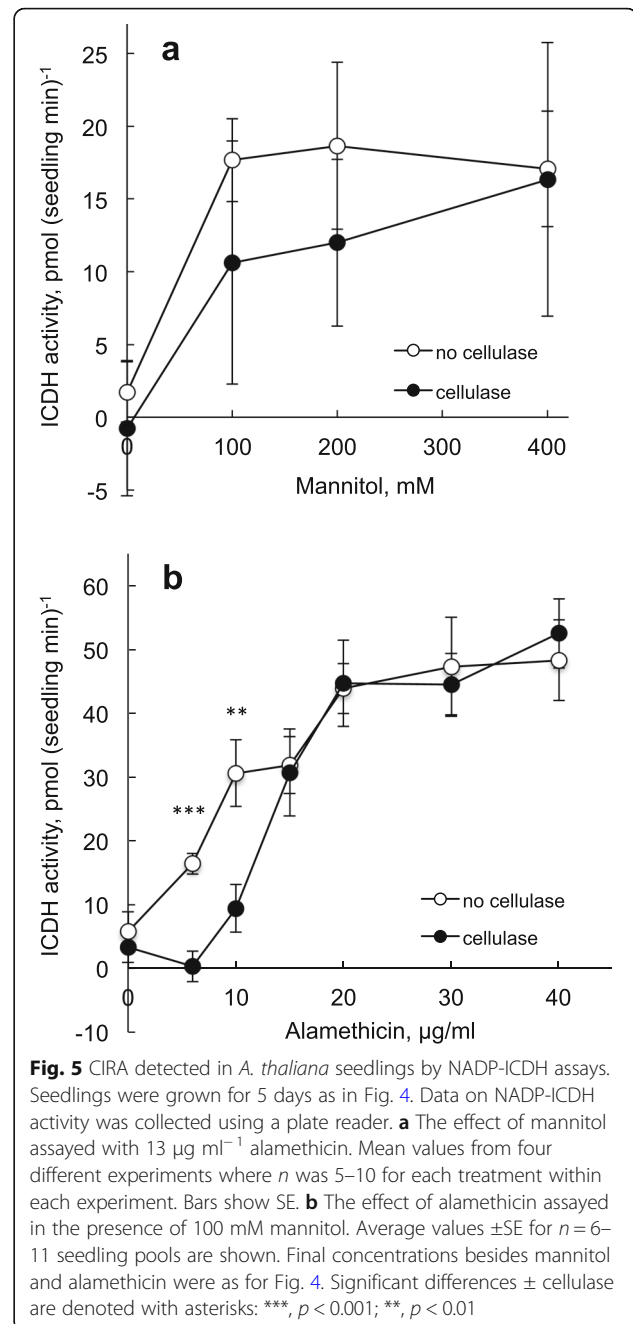 a
25
20
15
10
5
0
-5
ICDH activity, pmol (seedling min)-1
no cellulase
cellulase
0 100 200 300 400
Mannitol, mM
b
60
50
40
30
20
10
0
-10
ICDH activity, pmol (seedling min)-1
**
***
no cellulase
cellulase
0 10 20 30 40
Alamethicin, µg/ml
Fig. 5 CIRA detected in A. thaliana seedlings by NADP-ICDH assays.
Seedlings were grown for 5 days as in Fig. 4. Data on NADP-ICDH
activity was collected using a plate reader. a The effect of mannitol
assayed with 13 µg ml−1 alamethicin. Mean values from four
different experiments where n was 5–10 for each treatment within
each experiment. Bars show SE. b The effect of alamethicin assayed
in the presence of 100 mM mannitol. Average values ±SE for n = 6–
11 seedling pools are shown. Final concentrations besides mannitol
and alamethicin were as for Fig. 4. Significant differences ± cellulase
are denoted with asterisks: ***, p < 0.001; **, p < 0.01